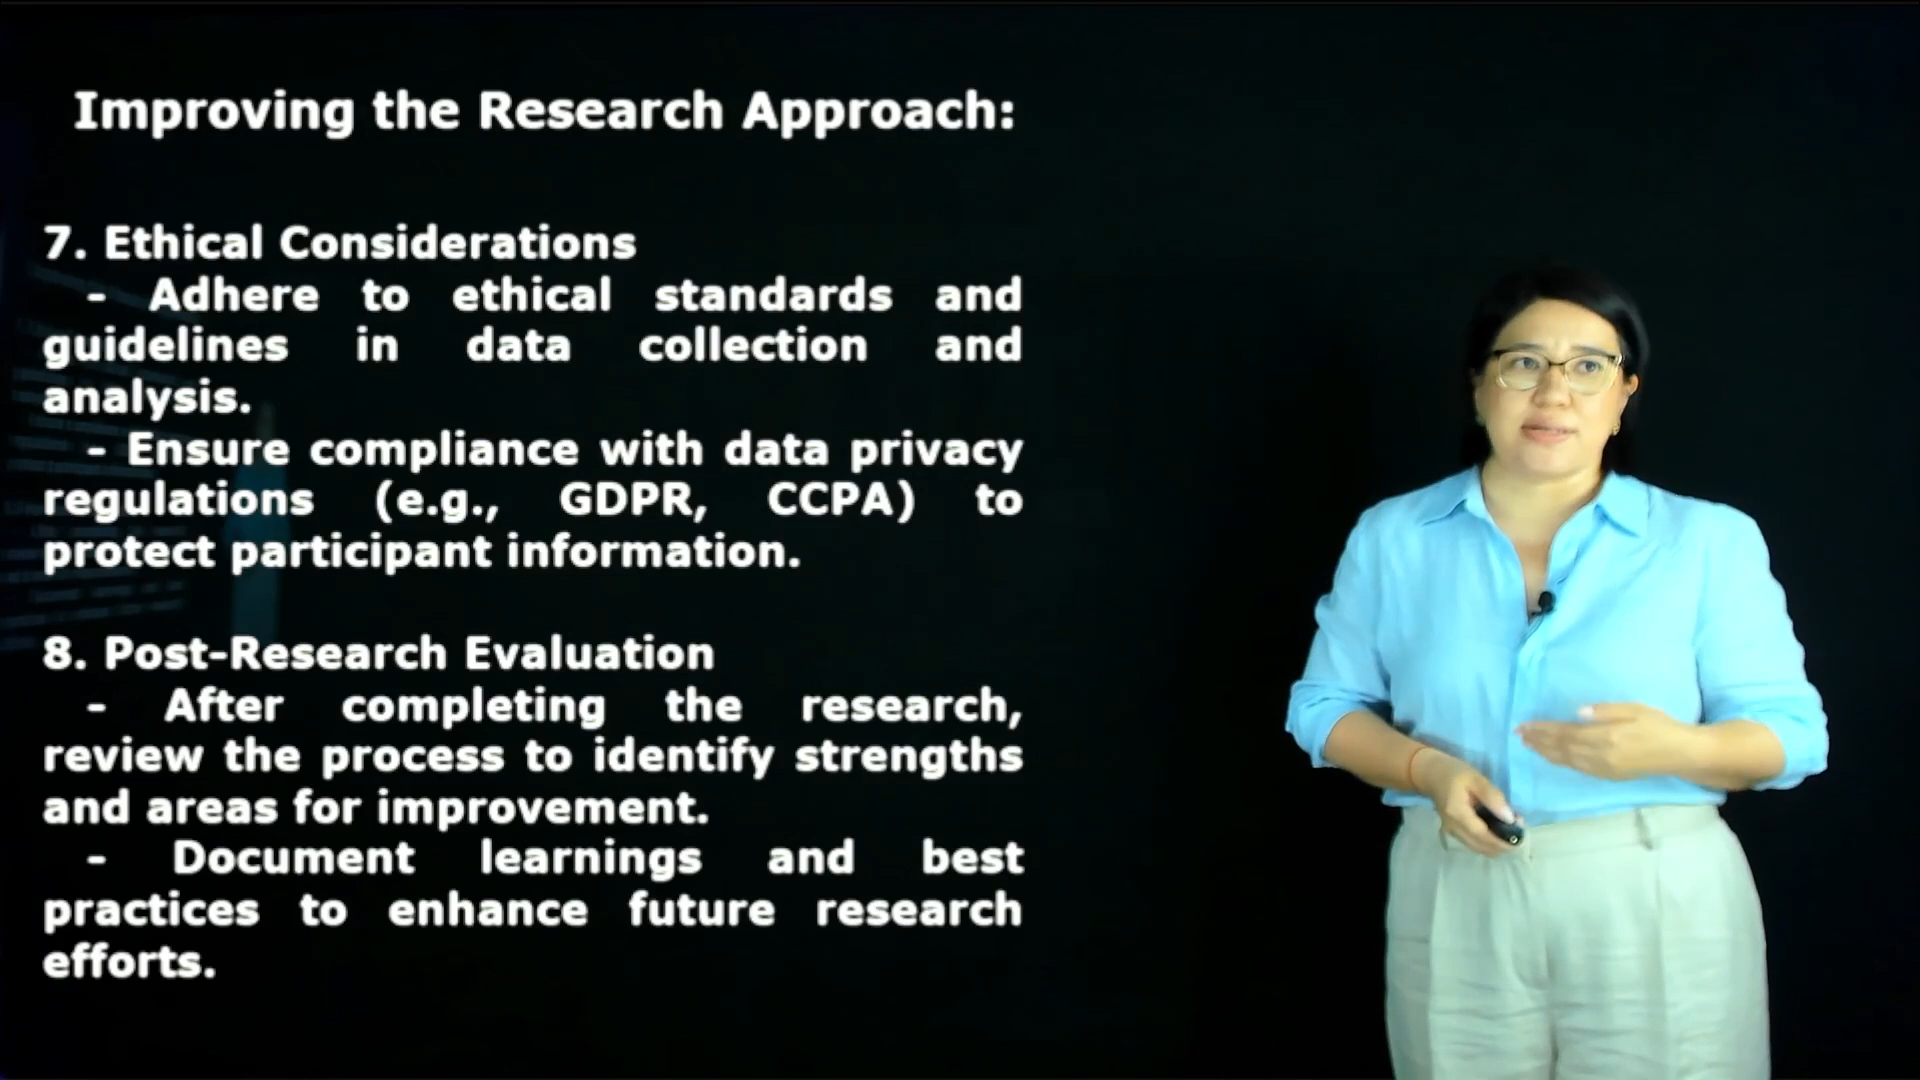 Improving the Research Approach:
7. Ethical Considerations
- Adhere to ethical standards and
guidelines in data collection and
analysis.
- Ensure compliance with data privacy
regulations (e.g., GDPR, CCPA) to
protect participant information.
8. Post-Research Evaluation
- After completing the research,
review the process to identify strengths
and areas for improvement.
- Document learnings and best
practices to enhance future research
efforts.